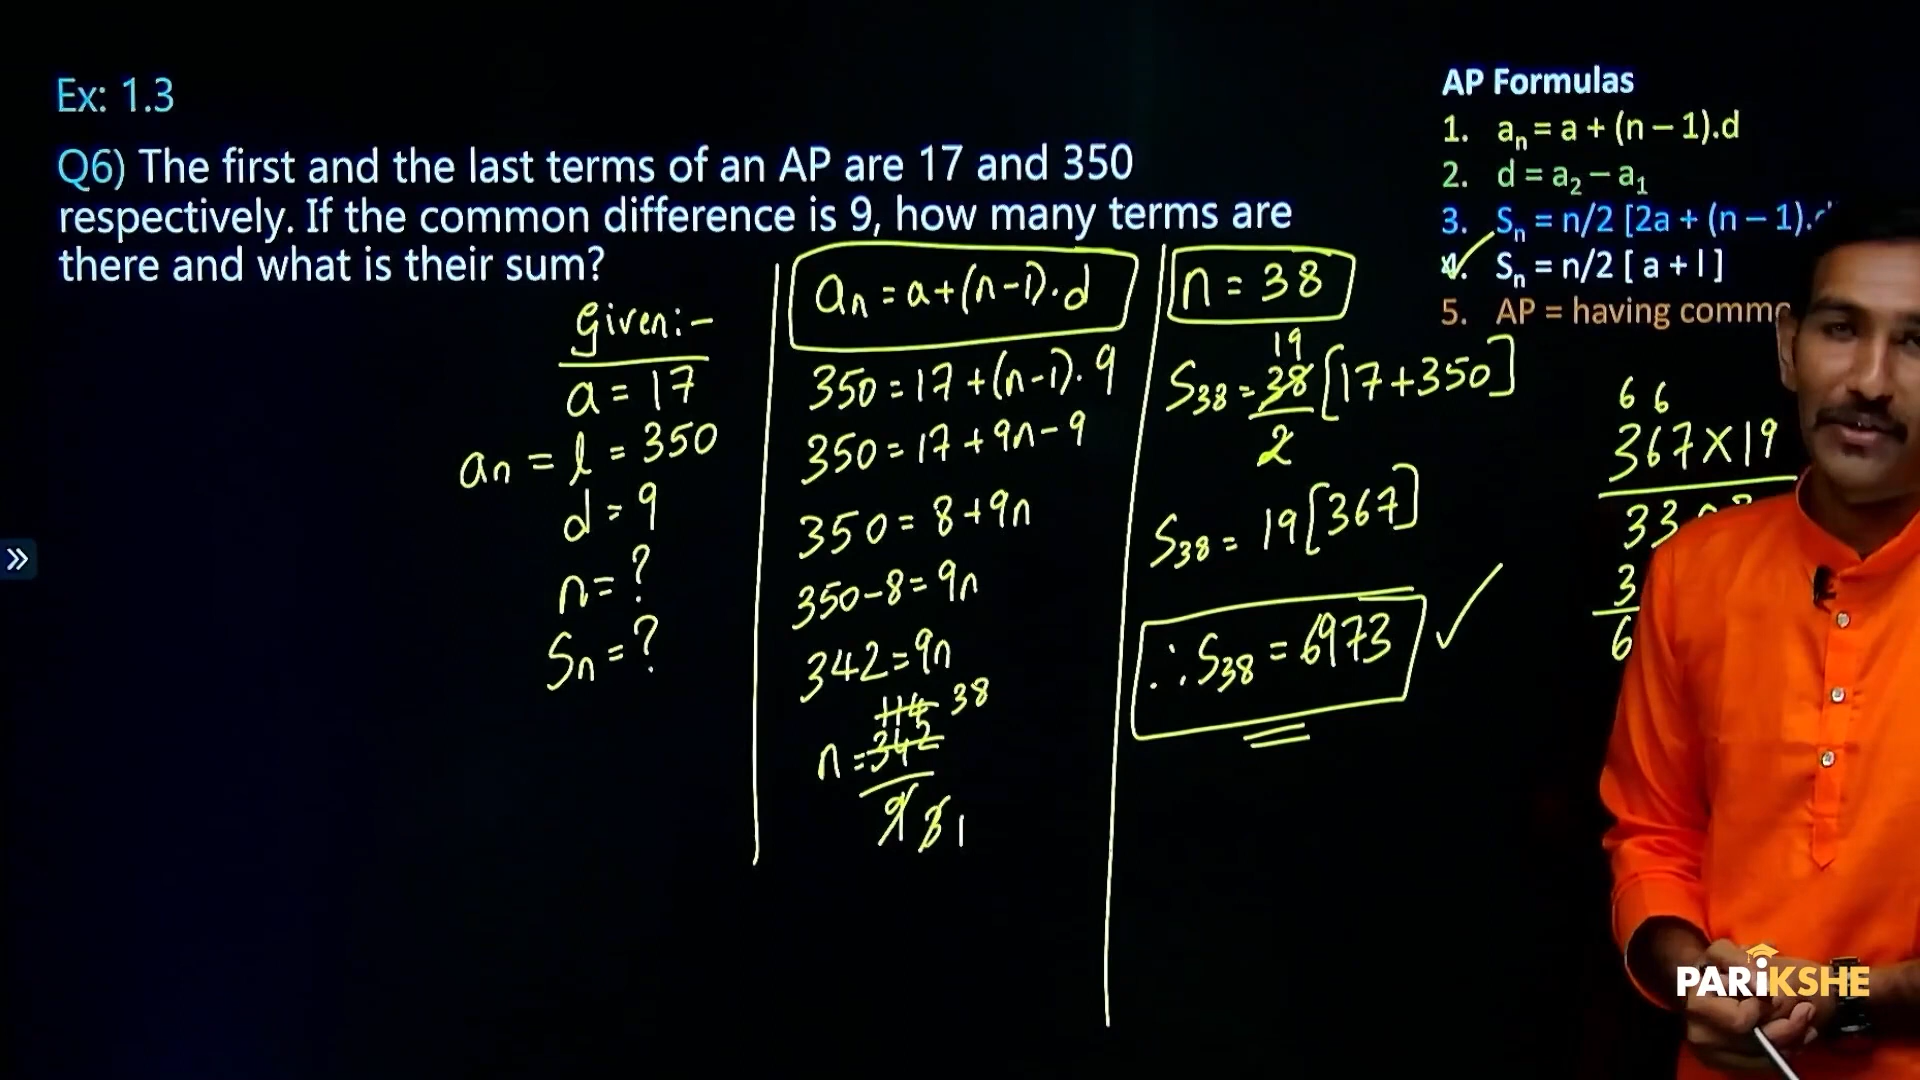 Ex: 1.3
Q6) The first and the last terms of an AP are 17 and 350
respectively. If the common difference is 9, how many terms are
there and what is their sum?
Given:-
a = 17
an = l = 350
d = 9
n = ?
Sn = ?
an = a+(n-1).d
350 = 17 + (n-1).9
350 = 17 + 9n - 9
350 = 8 + 9n
350 - 8 = 9n
342 = 9n
114 38
n = 342
9 3 1
n = 38
19
S38 = 38 [17+350]
2
S38 = 19[367]
∴ S38 = 6973 ✓
AP Formulas
1. an = a + (n – 1).d
2. d = a2 – a1
3. Sn = n/2 [2a + (n – 1).
4. Sn = n/2 [ a + l ]
5. AP = having
6 6
367 X 19
33
3
6
PARiKSHE